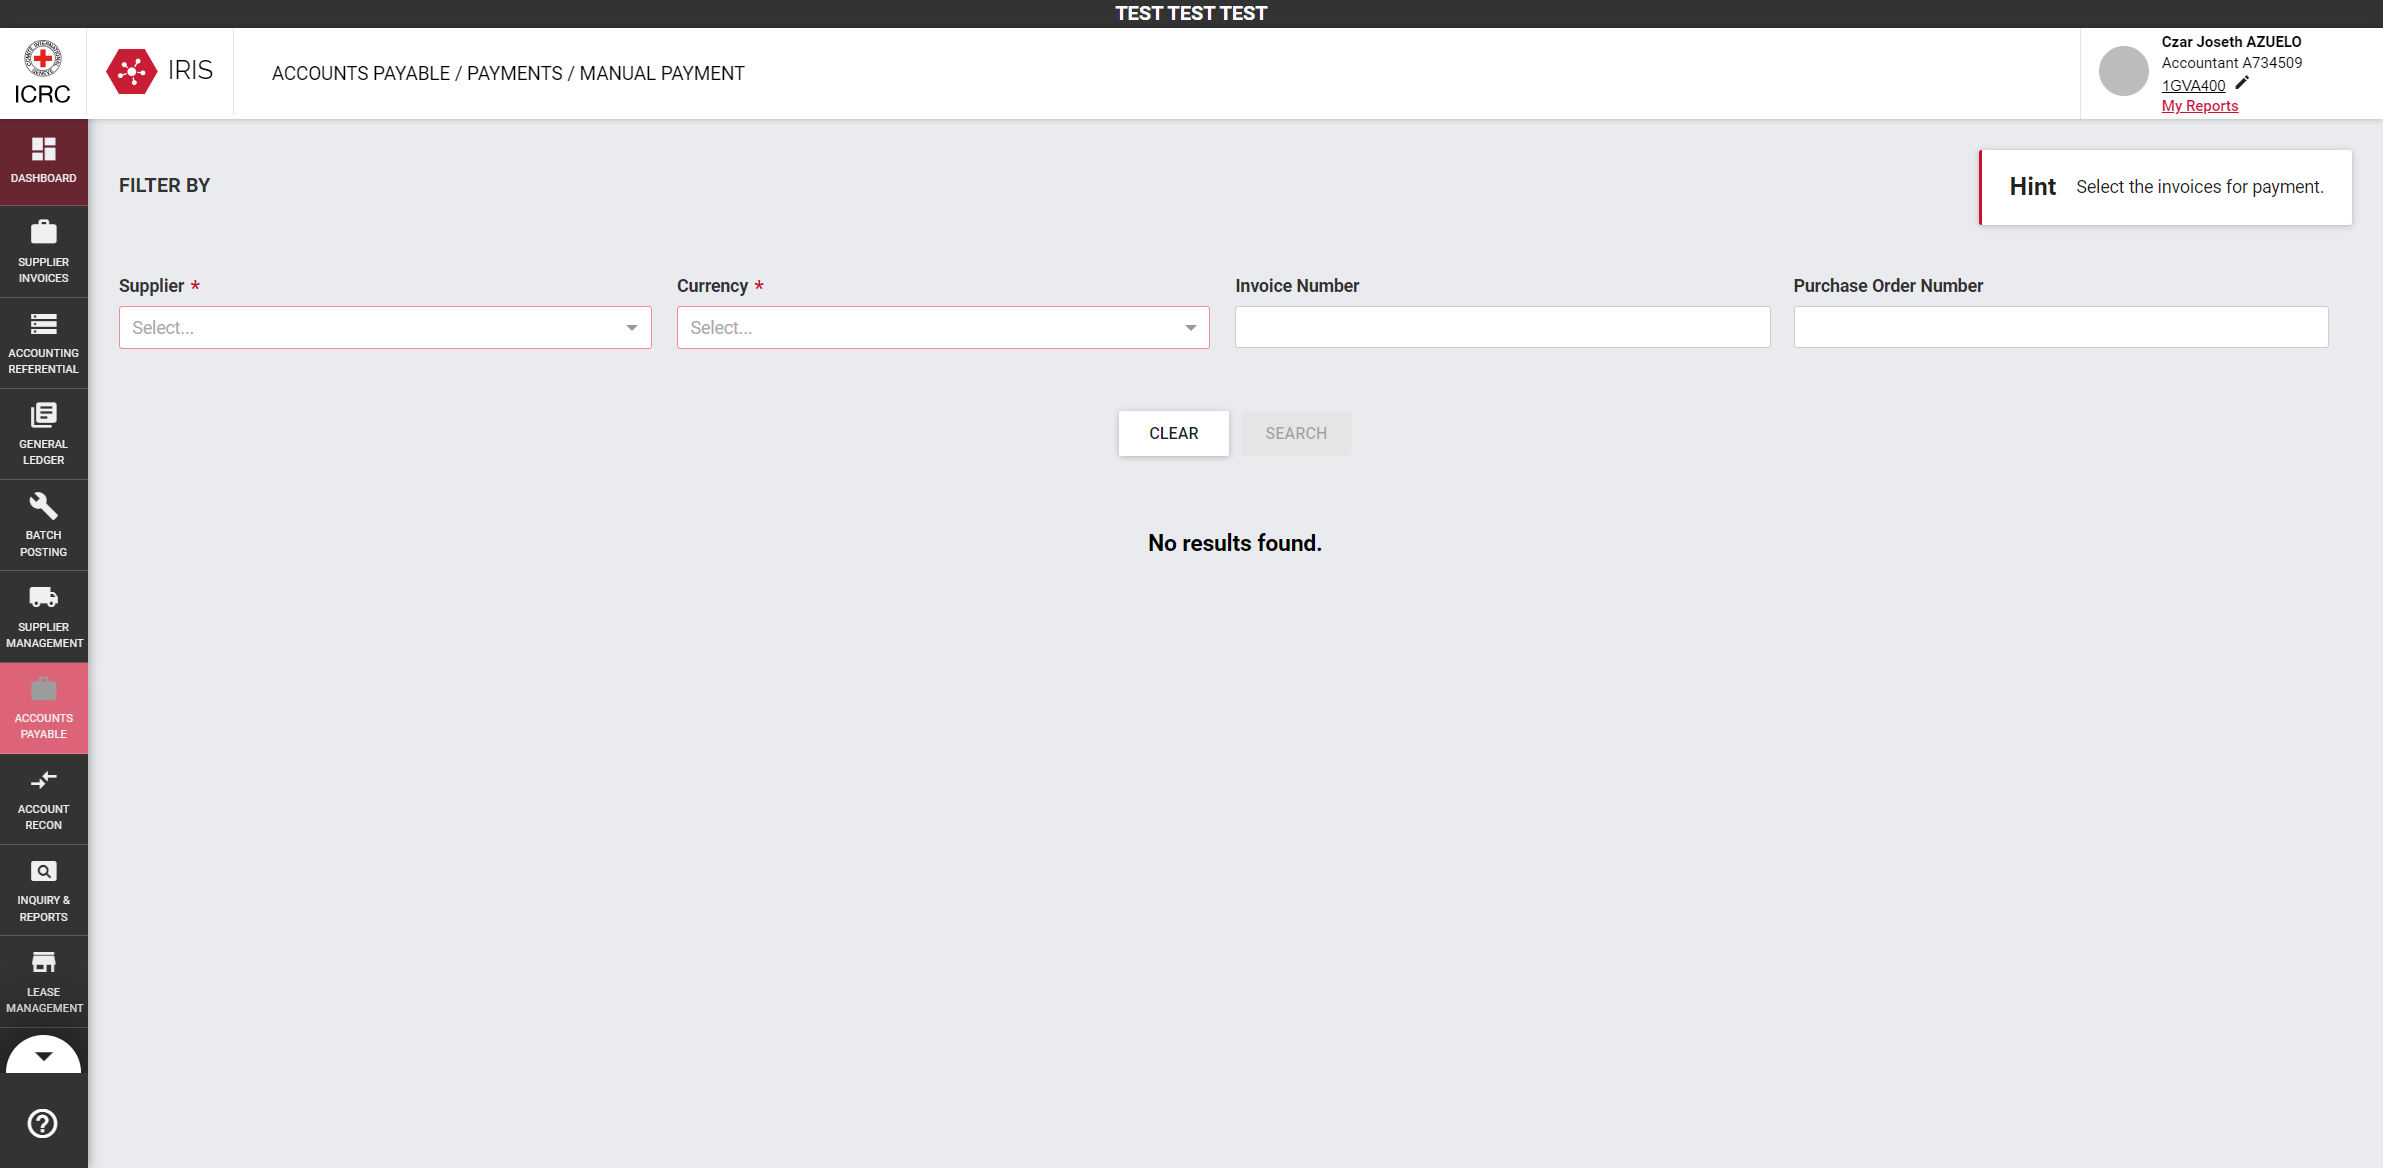 TEST TEST TEST
ICRC
IRIS
ACCOUNTS PAYABLE / PAYMENTS / MANUAL PAYMENT
Czar Joseth AZUELO
Accountant A734509
1GVA400
My Reports
DASHBOARD
SUPPLIER
INVOICES
ACCOUNTING
REFERENTIAL
GENERAL
LEDGER
BATCH
POSTING
SUPPLIER
MANAGEMENT
ACCOUNTS
PAYABLE
ACCOUNT
RECON
INQUIRY &
REPORTS
LEASE
MANAGEMENT
FILTER BY
Hint Select the invoices for payment.
Supplier * Currency * Invoice Number Purchase Order Number
Select... Select...
CLEAR SEARCH
No results found.